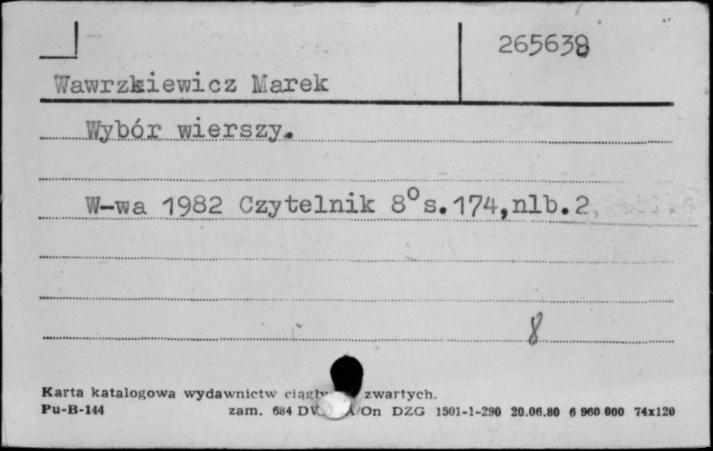 265638
Wawrzkiewicz Marek
Wybór wierszy.
W-wa 1982 Czytelnik 8° s.174,nlb.2
8
Karta katalogowa wydawnictw zwartych.
Pu-B-144 zam. 684 /On DZG 1501-1-290 20.06.80 6 960 000 74x120